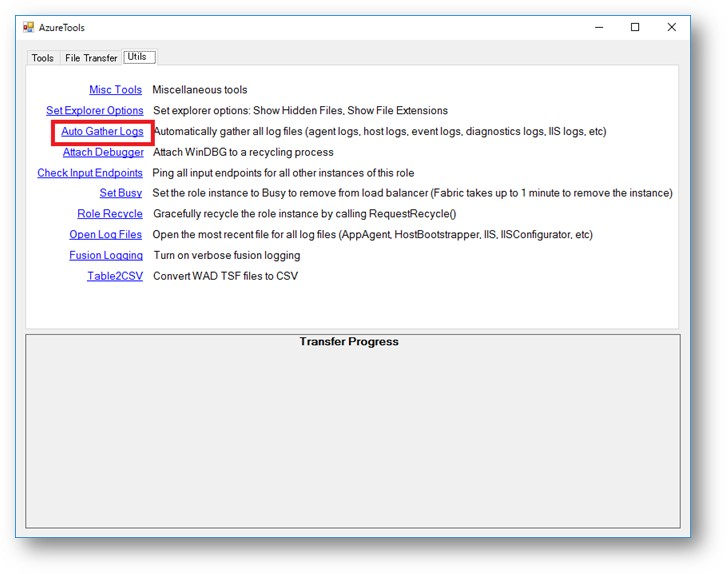 AzureTools
Tools File Transfer Utils
Misc Tools Miscellaneous tools
Set Explorer Options Set explorer options: Show Hidden Files, Show File Extensions
Auto Gather Logs Automatically gather all log files (agent logs, host logs, event logs, diagnostics logs, IIS logs, etc)
Attach Debugger Attach WinDBG to a recycling process
Check Input Endpoints Ping all input endpoints for all other instances of this role
Set Busy Set the role instance to Busy to remove from load balancer (Fabric takes up to 1 minute to remove the instance)
Role Recycle Gracefully recycle the role instance by calling RequestRecycle()
Open Log Files Open the most recent file for all log files (AppAgent, HostBootstrapper, IIS, IISConfigurator, etc)
Fusion Logging Turn on verbose fusion logging
Table2CSV Convert WAD TSF files to CSV
Transfer Progress